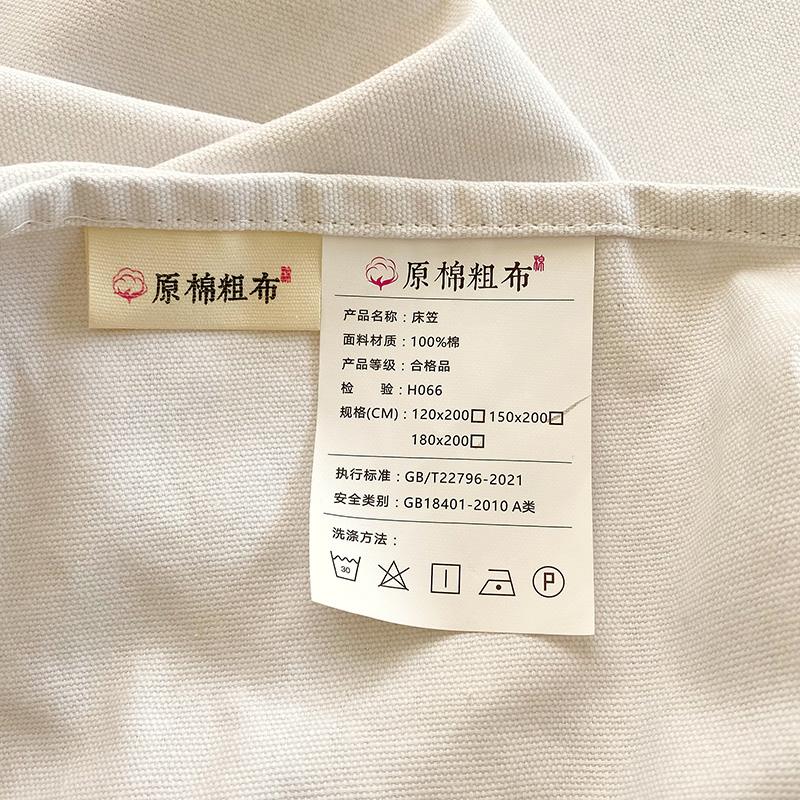 原棉粗布
原棉粗布 棉
产品名称：床笠
面料材质：100%棉
产品等级：合格品
检 验：H066
规格(CM)：120x200□ 150x200□
180x200□
执行标准：GB/T22796-2021
安全类别：GB18401-2010 A类
洗涤方法：
30
P